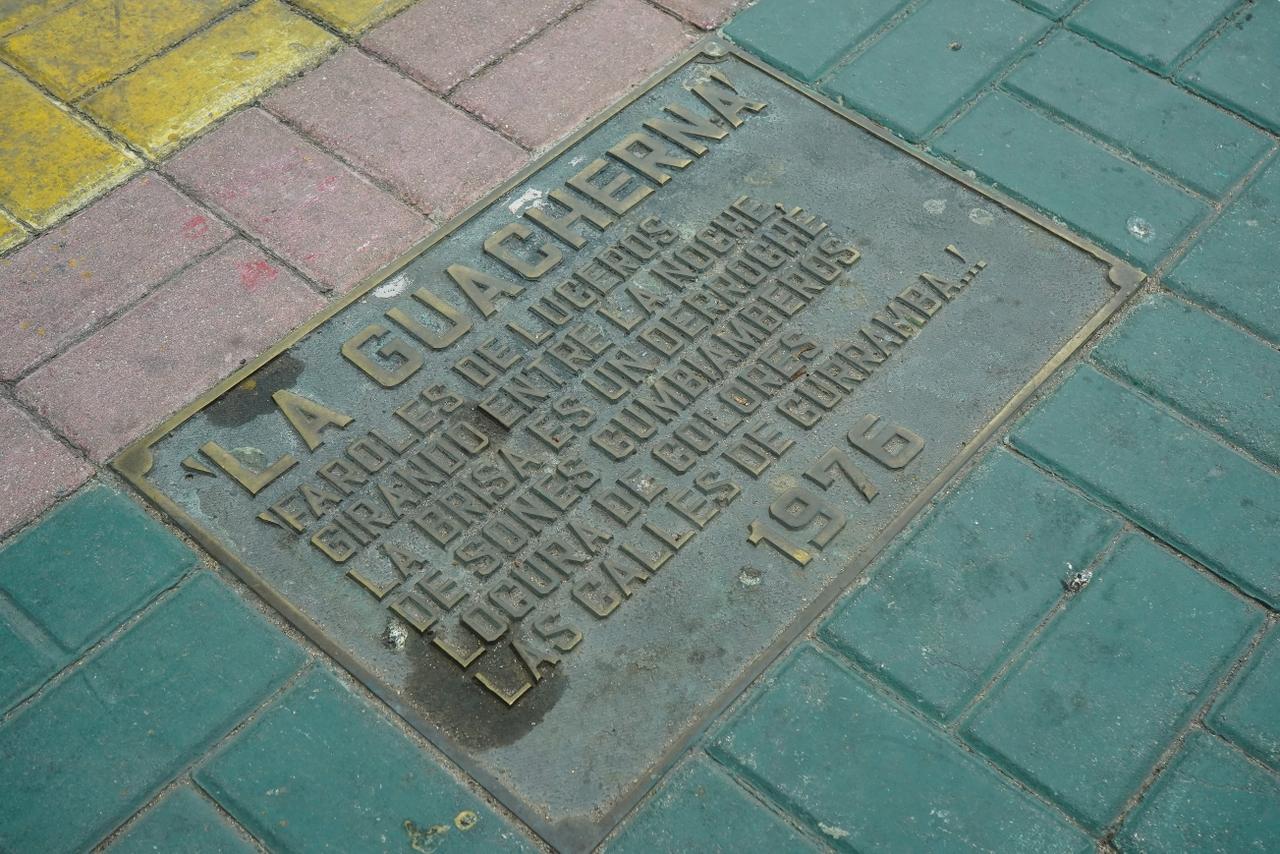 'LA GUACHERNA'
'FAROLES DE LUCEROS
GIRANDO ENTRE LA NOCHE,
LA BRISA ES UN DERROCHE
DE SONES CUMBIAMBEROS
LOCURA DE COLORES
LAS CALLES DE CURRAMBA..!
1976